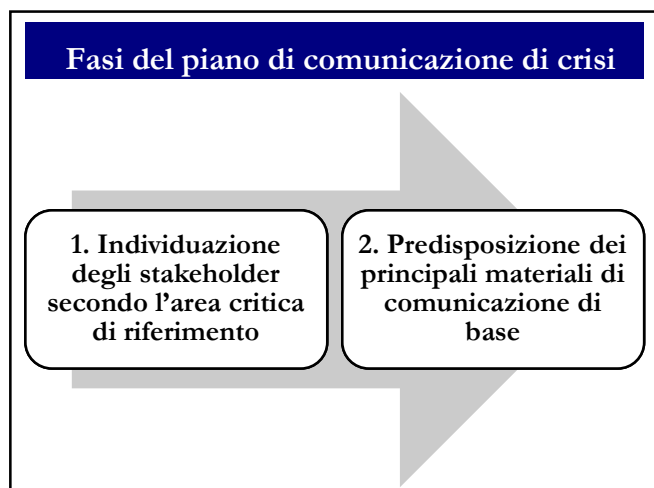 Fasi del piano di comunicazione di crisi
1. Individuazione
degli stakeholder
secondo l’area critica
di riferimento
2. Predisposizione dei
principali materiali di
comunicazione di
base